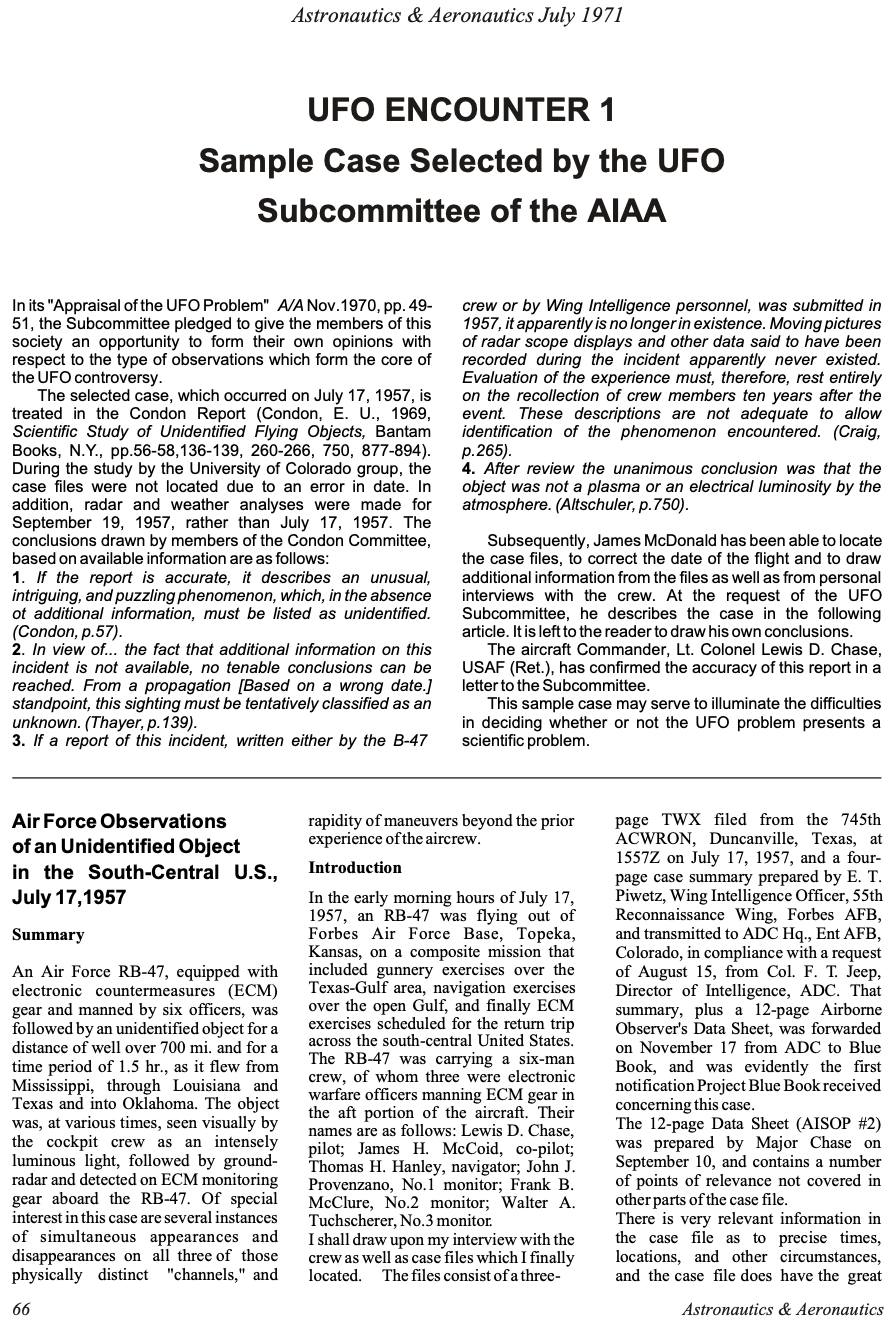 Astronautics & Aeronautics July 1971
UFO ENCOUNTER 1
Sample Case Selected by the UFO
Subcommittee of the AIAA
In its "Appraisal of the UFO Problem" A/A Nov.1970, pp. 49-
51, the Subcommittee pledged to give the members of this
society an opportunity to form their own opinions with
respect to the type of observations which form the core of
the UFO controversy.
The selected case, which occurred on July 17, 1957, is
treated in the Condon Report (Condon, E. U., 1969,
Scientific Study of Unidentified Flying Objects, Bantam
Books, N.Y., pp.56-58,136-139, 260-266, 750, 877-894).
During the study by the University of Colorado group, the
case files were not located due to an error in date. In
addition, radar and weather analyses were made for
September 19, 1957, rather than July 17, 1957. The
conclusions drawn by members of the Condon Committee,
based on available information are as follows:
1. If the report is accurate, it describes an unusual,
intriguing, and puzzling phenomenon, which, in the absence
ot additional information, must be listed as unidentified.
(Condon, p.57).
2. In view of... the fact that additional information on this
incident is not available, no tenable conclusions can be
reached. From a propagation [Based on a wrong date.]
standpoint, this sighting must be tentatively classified as an
unknown. (Thayer, p.139).
3. If a report of this incident, written either by the B-47
crew or by Wing Intelligence personnel, was submitted in
1957, it apparently is no longer in existence. Moving pictures
of radar scope displays and other data said to have been
recorded during the incident apparently never existed.
Evaluation of the experience must, therefore, rest entirely
on the recollection of crew members ten years after the
event. These descriptions are not adequate to allow
identification of the phenomenon encountered. (Craig,
p.265).
4. After review the unanimous conclusion was that the
object was not a plasma or an electrical luminosity by the
atmosphere. (Altschuler, p.750).
Subsequently, James McDonald has been able to locate
the case files, to correct the date of the flight and to draw
additional information from the files as well as from personal
interviews with the crew. At the request of the UFO
Subcommittee, he describes the case in the following
article. It is left to the reader to draw his own conclusions.
The aircraft Commander, Lt. Colonel Lewis D. Chase,
USAF (Ret.), has confirmed the accuracy of this report in a
letter to the Subcommittee.
This sample case may serve to illuminate the difficulties
in deciding whether or not the UFO problem presents a
scientific problem.
Air Force Observations
of an Unidentified Object
in the South-Central U.S.,
July 17,1957
Summary
An Air Force RB-47, equipped with
electronic countermeasures (ECM)
gear and manned by six officers, was
followed by an unidentified object for a
distance of well over 700 mi. and for a
time period of 1.5 hr., as it flew from
Mississippi, through Louisiana and
Texas and into Oklahoma. The object
was, at various times, seen visually by
the cockpit crew as an intensely
luminous light, followed by ground-
radar and detected on ECM monitoring
gear aboard the RB-47. Of special
interest in this case are several instances
of simultaneous appearances and
disappearances on all three of those
physically distinct "channels," and
rapidity of maneuvers beyond the prior
experience of the aircrew.
Introduction
In the early morning hours of July 17,
1957, an RB-47 was flying out of
Forbes Air Force Base, Topeka,
Kansas, on a composite mission that
included gunnery exercises over the
Texas-Gulf area, navigation exercises
over the open Gulf, and finally ECM
exercises scheduled for the return trip
across the south-central United States.
The RB-47 was carrying a six-man
crew, of whom three were electronic
warfare officers manning ECM gear in
the aft portion of the aircraft. Their
names are as follows: Lewis D. Chase,
pilot; James H. McCoid, co-pilot;
Thomas H. Hanley, navigator; John J.
Provenzano, No.1 monitor; Frank B.
McClure, No.2 monitor; Walter A.
Tuchscherer, No.3 monitor.
I shall draw upon my interview with the
crew as well as case files which I finally
located. The files consist of a three-
page TWX filed from the 745th
ACWRON, Duncanville, Texas, at
1557Z on July 17, 1957, and a four-
page case summary prepared by E. T.
Piwetz, Wing Intelligence Officer, 55th
Reconnaissance Wing, Forbes AFB,
and transmitted to ADC Hq., Ent AFB,
Colorado, in compliance with a request
of August 15, from Col. F. T. Jeep,
Director of Intelligence, ADC. That
summary, plus a 12-page Airborne
Observer's Data Sheet, was forwarded
on November 17 from ADC to Blue
Book, and was evidently the first
notification Project Blue Book received
concerning this case.
The 12-page Data Sheet (AISOP #2)
was prepared by Major Chase on
September 10, and contains a number
of points of relevance not covered in
other parts of the case file.
There is very relevant information in
the case file as to precise times,
locations, and other circumstances,
and the case file does have the great
66
Astronautics & Aeronautics